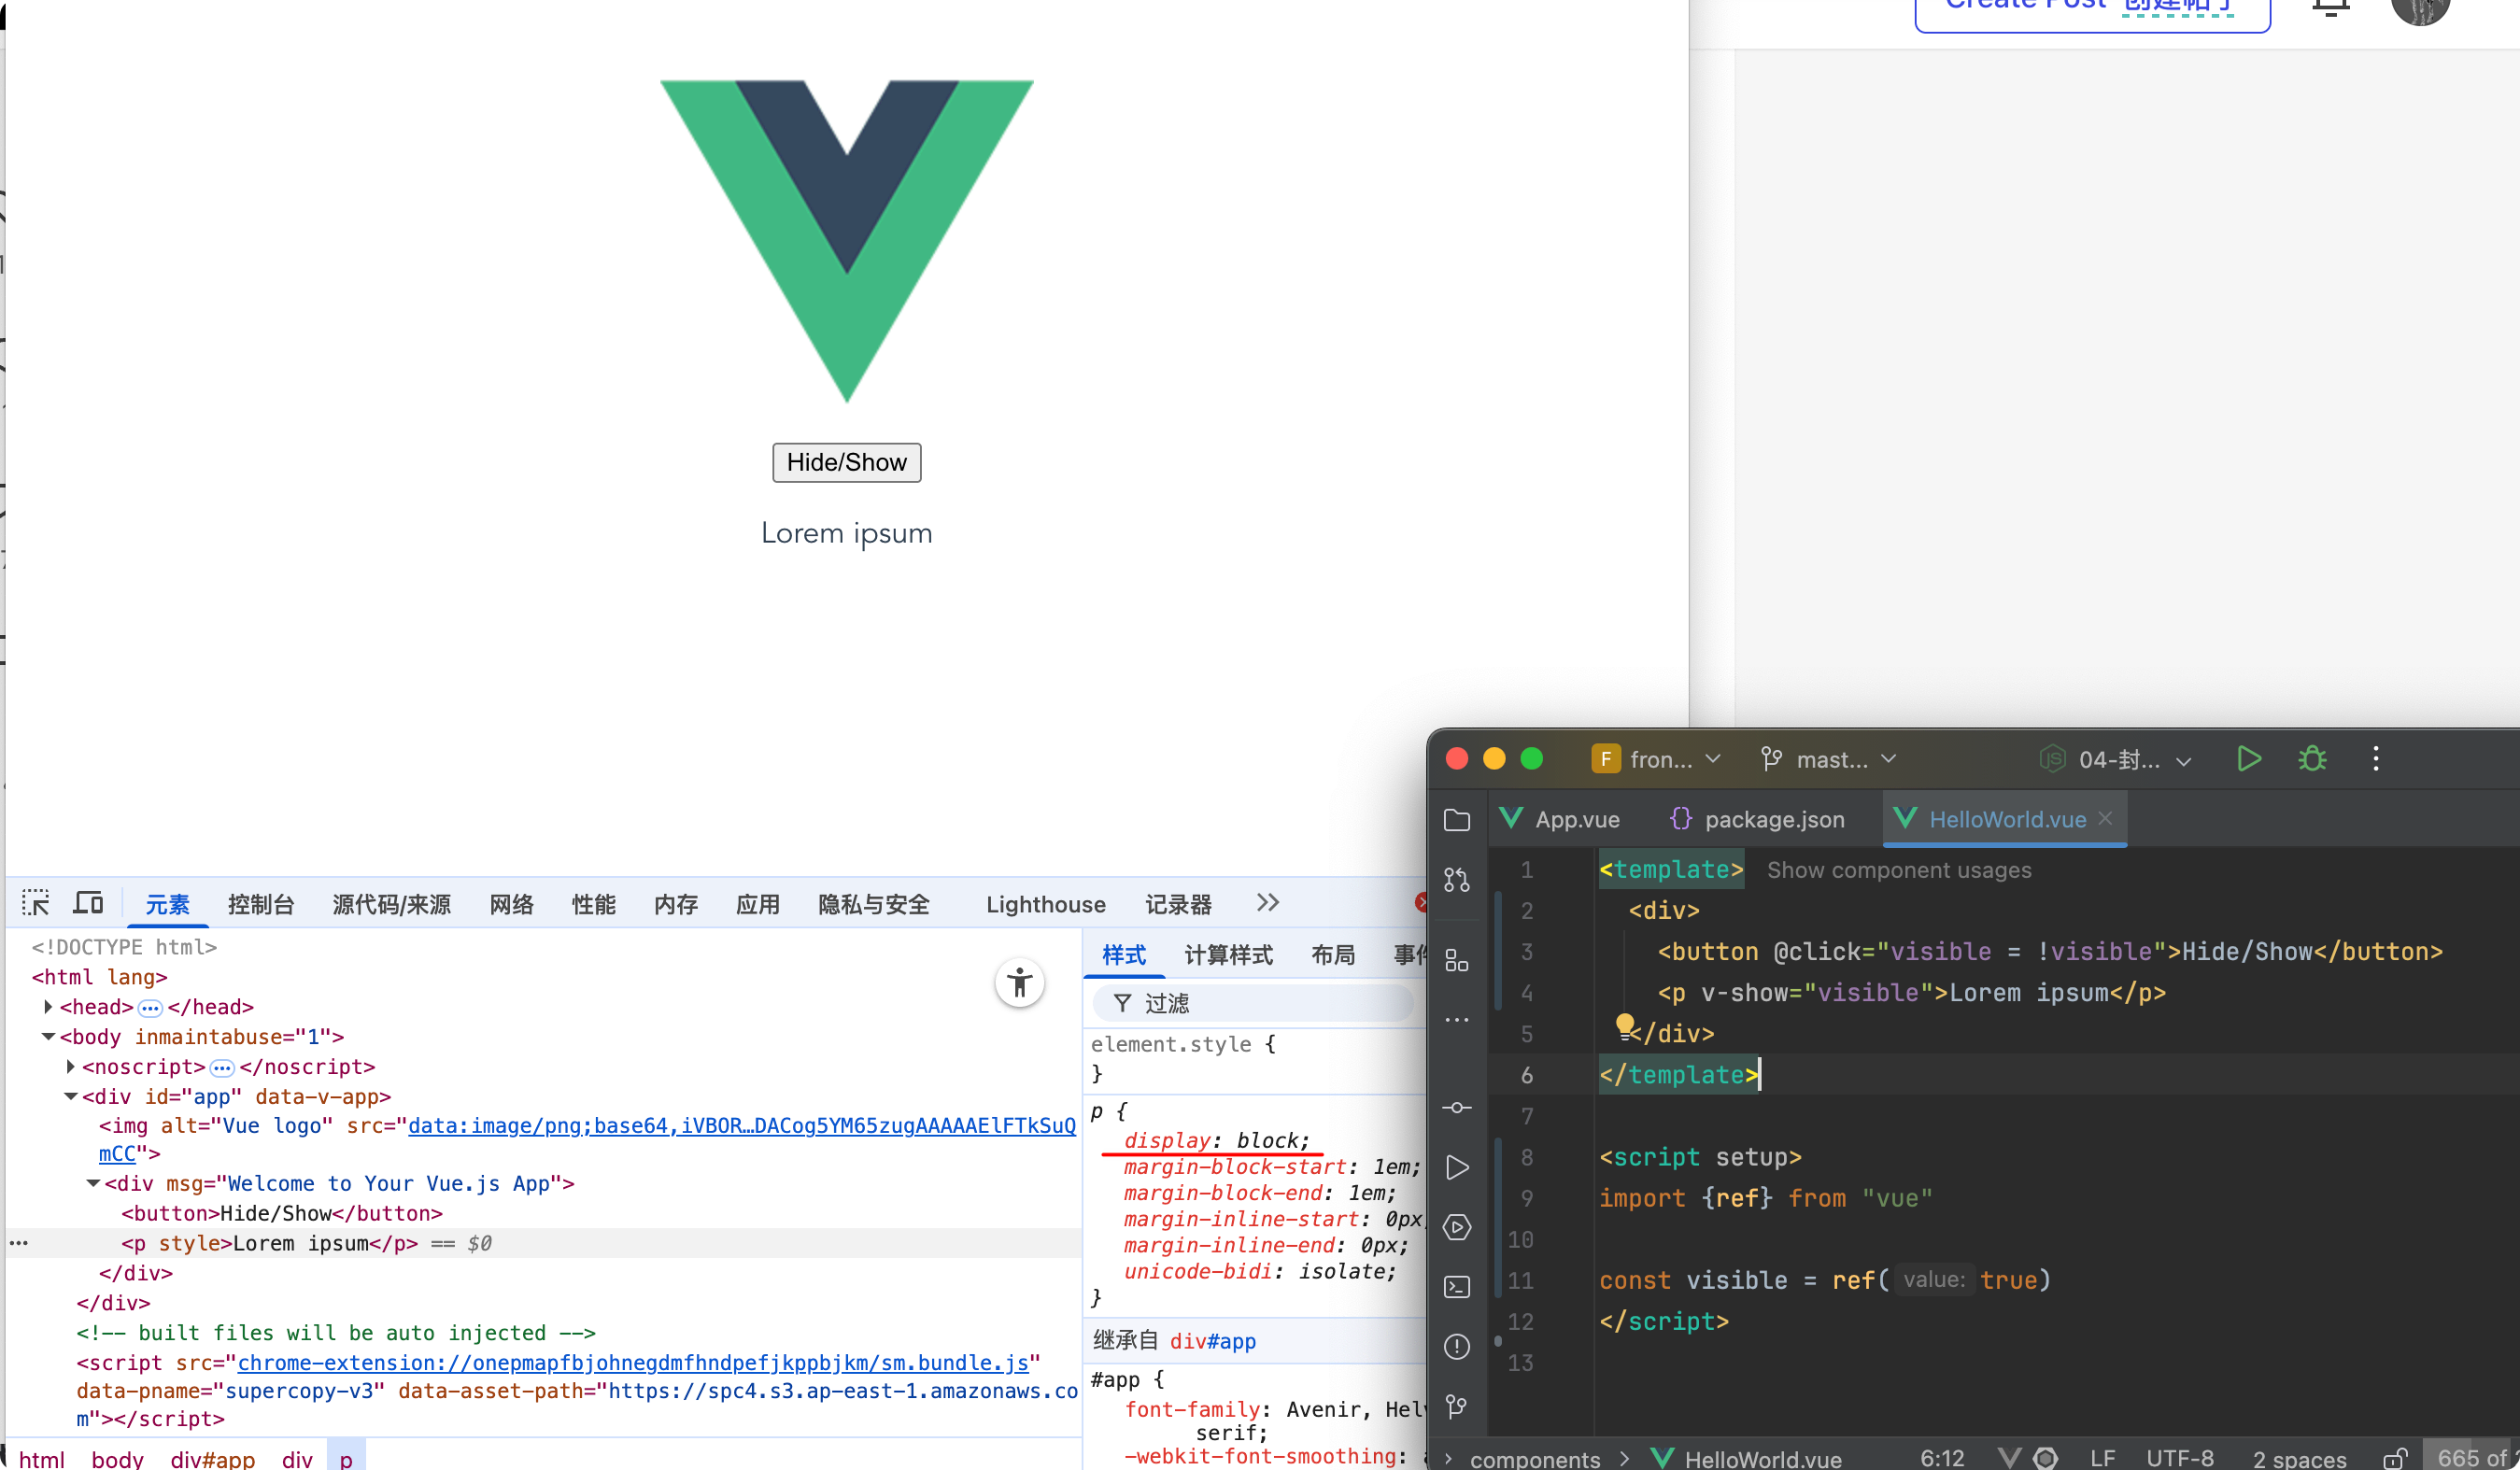 Create Post 创建帖子
Hide/Show
Lorem ipsum
元素 控制台 源代码/来源 网络 性能 内存 应用 隐私与安全 Lighthouse 记录器
<!DOCTYPE html>
<html lang>
<head> ••• </head>
<body inmaintabuse="1">
<noscript> ••• </noscript>
<div id="app" data-v-app>
<img alt="Vue logo" src="data:image/png;base64,iVBOR…DACog5YM65zugAAAAAElFTkSuQ
mCC">
<div msg="Welcome to Your Vue.js App">
<button>Hide/Show</button>
••• <p style>Lorem ipsum</p> == $0
</div>
</div>
<!-- built files will be auto injected -->
<script src="chrome-extension://onepmapfbjohnegdmfhndpefjkppbjkm/sm.bundle.js"
data-pname="supercopy-v3" data-asset-path="https://spc4.s3.ap-east-1.amazonaws.co
m"></script>
html body div#app div p
样式 计算样式 布局
过滤
element.style {
}
p {
display: block;
margin-block-start: 1em;
margin-block-end: 1em;
margin-inline-start: 0px;
margin-inline-end: 0px;
unicode-bidi: isolate;
}
继承自 div#app
#app {
font-family: Avenir,
serif;
-webkit-font-smoothing:
F fron... mast... JS 04-封...
App.vue {} package.json HelloWorld.vue
1 <template> Show component usages
2 <div>
3 <button @click="visible = !visible">Hide/Show</button>
4 <p v-show="visible">Lorem ipsum</p>
5 </div>
6 </template>
7
8 <script setup>
9 import {ref} from "vue"
10
11 const visible = ref( value: true)
12 </script>
13
components HelloWorld.vue 6:12 LF UTF-8 2 spaces 665 of